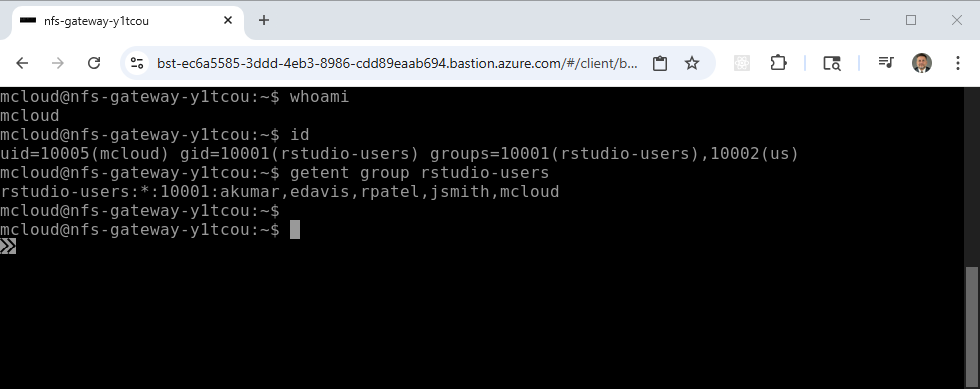 nfs-gateway-y1tcou
bst-ec6a5585-3ddd-4eb3-8986-cdd89eaab694.bastion.azure.com/#/client/b...
mcloud@nfs-gateway-y1tcou:~$ whoami
mcloud
mcloud@nfs-gateway-y1tcou:~$ id
uid=10005(mcloud) gid=10001(rstudio-users) groups=10001(rstudio-users),10002(us)
mcloud@nfs-gateway-y1tcou:~$ getent group rstudio-users
rstudio-users:*:10001:akumar,edavis,rpatel,jsmith,mcloud
mcloud@nfs-gateway-y1tcou:~$
mcloud@nfs-gateway-y1tcou:~$